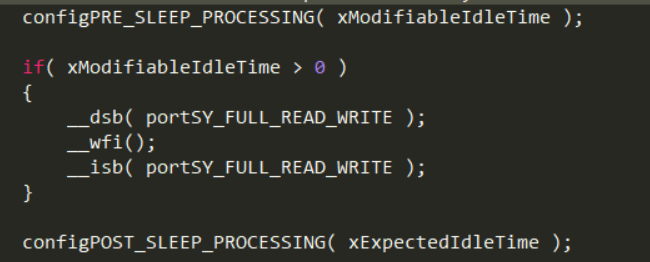 configPRE_SLEEP_PROCESSING( xModifiableIdleTime );
if( xModifiableIdleTime > 0 )
{
__dsb( portSY_FULL_READ_WRITE );
__wfi();
__isb( portSY_FULL_READ_WRITE );
}
configPOST_SLEEP_PROCESSING( xExpectedIdleTime );